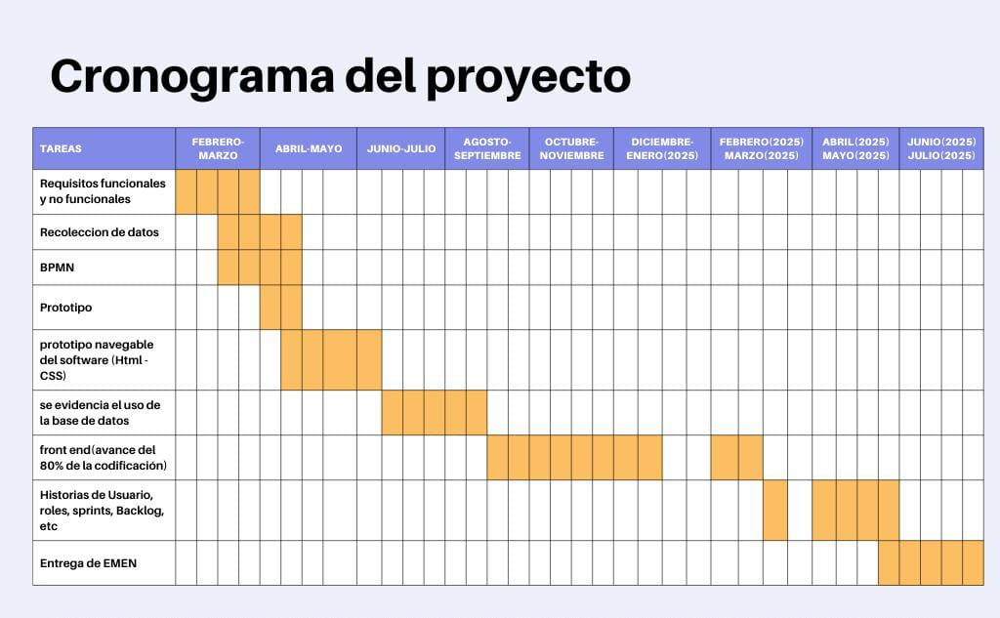 Cronograma del proyecto
TAREAS
FEBRERO-
MARZO
ABRIL-MAYO
JUNIO-JULIO
AGOSTO-
SEPTIEMBRE
OCTUBRE-
NOVIEMBRE
DICIEMBRE-
ENERO(2025)
FEBRERO(2025)
MARZO(2025)
ABRIL(2025)
MAYO(2025)
JUNIO(2025)
JULIO(2025)
Requisitos funcionales
y no funcionales
Recoleccion de datos
BPMN
Prototipo
prototipo navegable
del software (Html -
CSS)
se evidencia el uso de
la base de datos
front end(avance del
80% de la codificación)
Historias de Usuario,
roles, sprints, Backlog,
etc
Entrega de EMEN